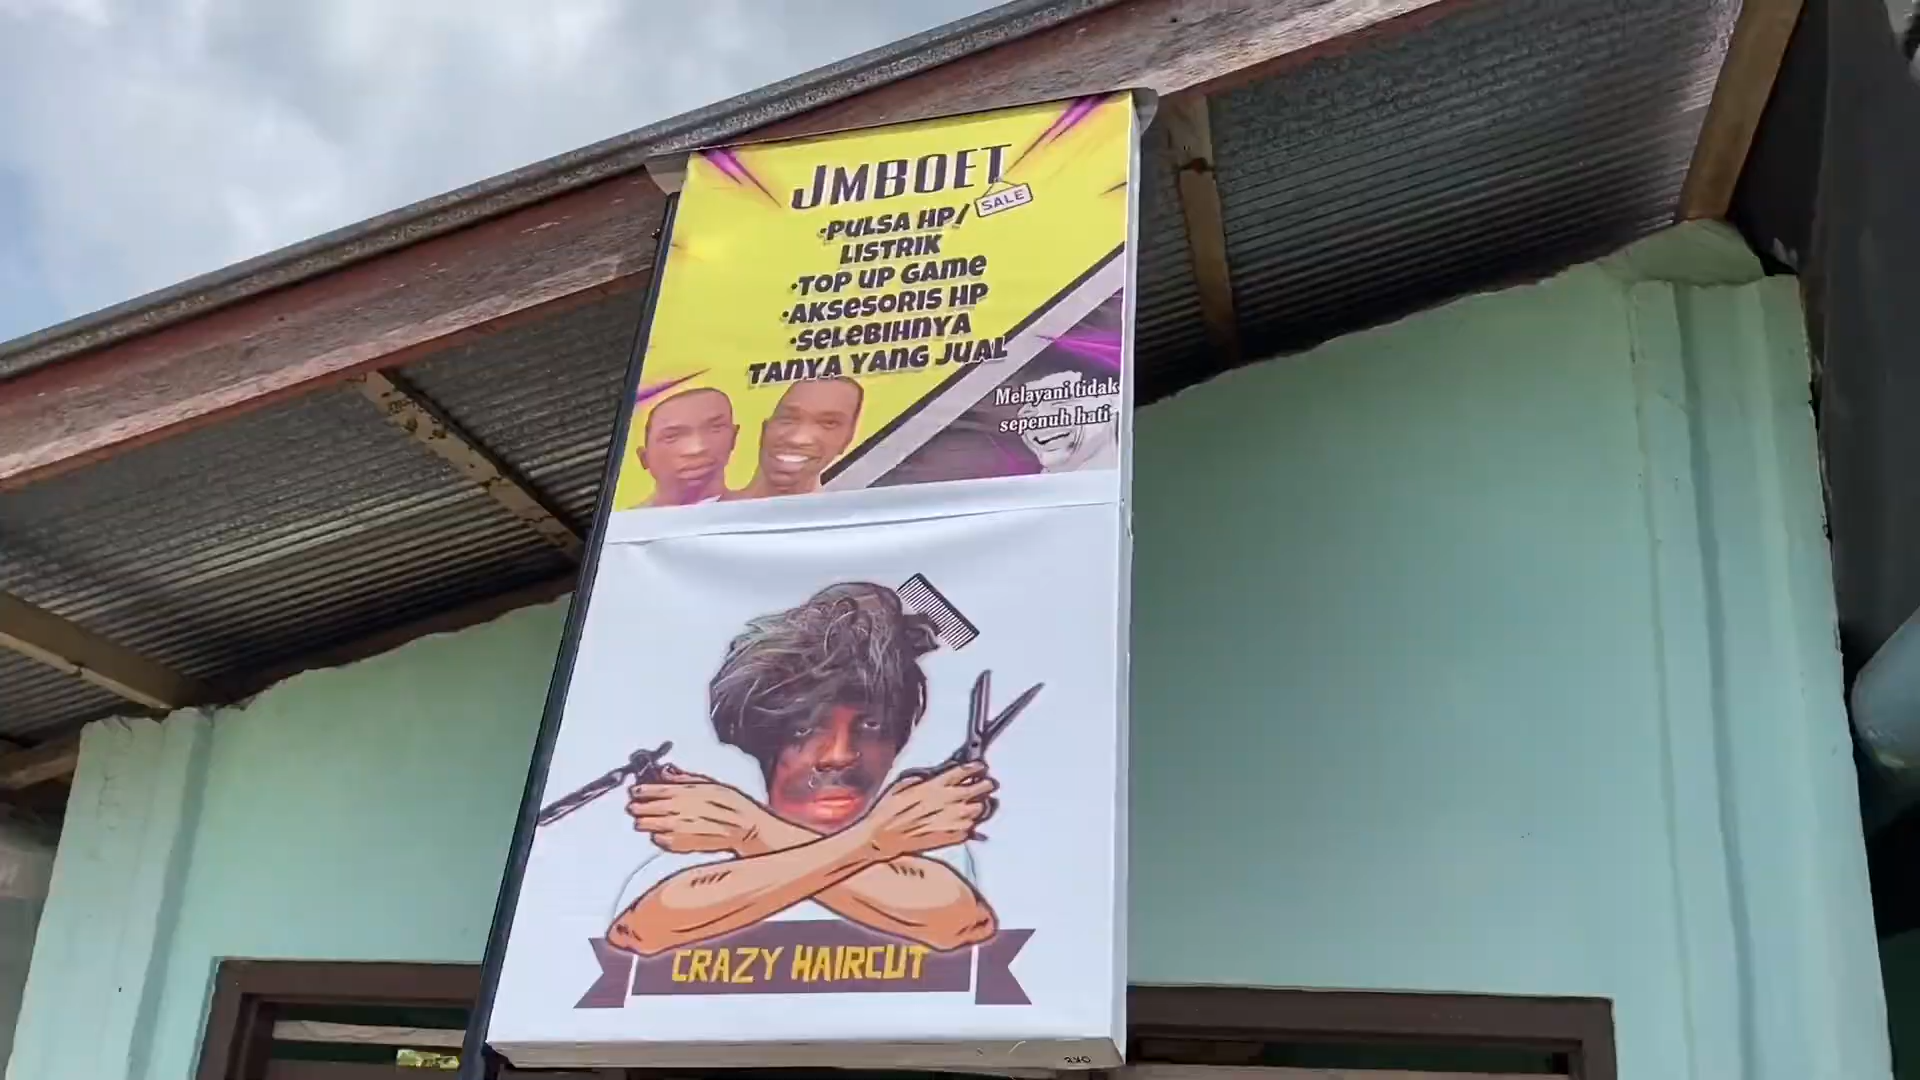 JMBOET
SALE
•PULSA HP/
LISTRIK
•TOP UP GAME
•AKSESORIS HP
•SELEBIHNYA
TANYA YANG JUAL
Melayani tidak
sepenuh hati
CRAZY HAIRCUT